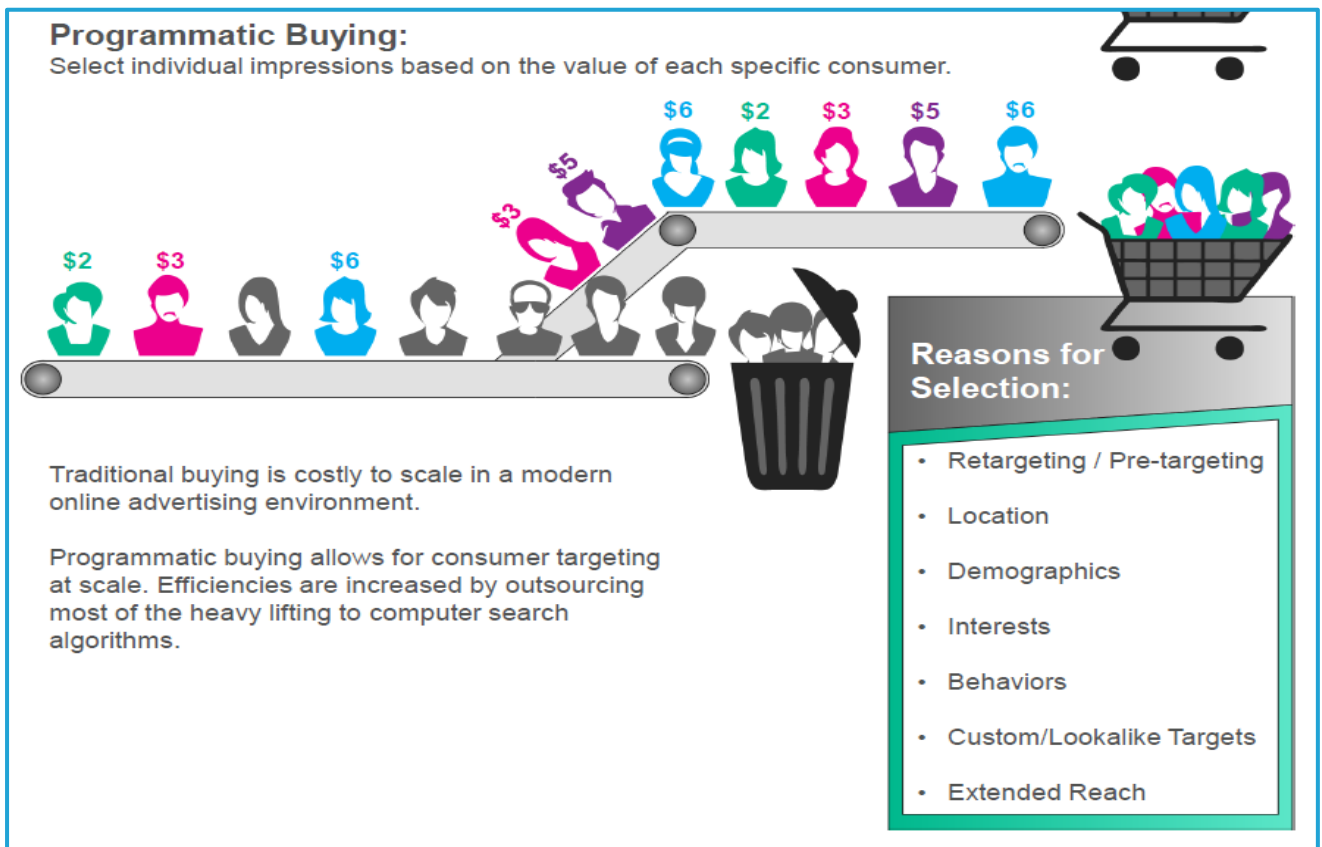 Programmatic Buying:
Select individual impressions based on the value of each specific consumer.
$6 $2 $3 $5 $6
$5
$3
$2 $3 $6
Reasons for
Selection:
Traditional buying is costly to scale in a modern
online advertising environment.
Programmatic buying allows for consumer targeting
at scale. Efficiencies are increased by outsourcing
most of the heavy lifting to computer search
algorithms.
• Retargeting / Pre-targeting
• Location
• Demographics
• Interests
• Behaviors
• Custom/Lookalike Targets
• Extended Reach